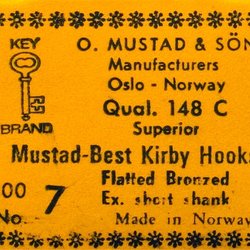 KEY
BRAND
O. MUSTAD & SÖN
Manufacturers
Oslo - Norway
Qual. 148 C
Superior
Mustad-Best Kirby Hooks
Flatted Bronzed
Ex. short shank
Made in Norway
00
No. 7